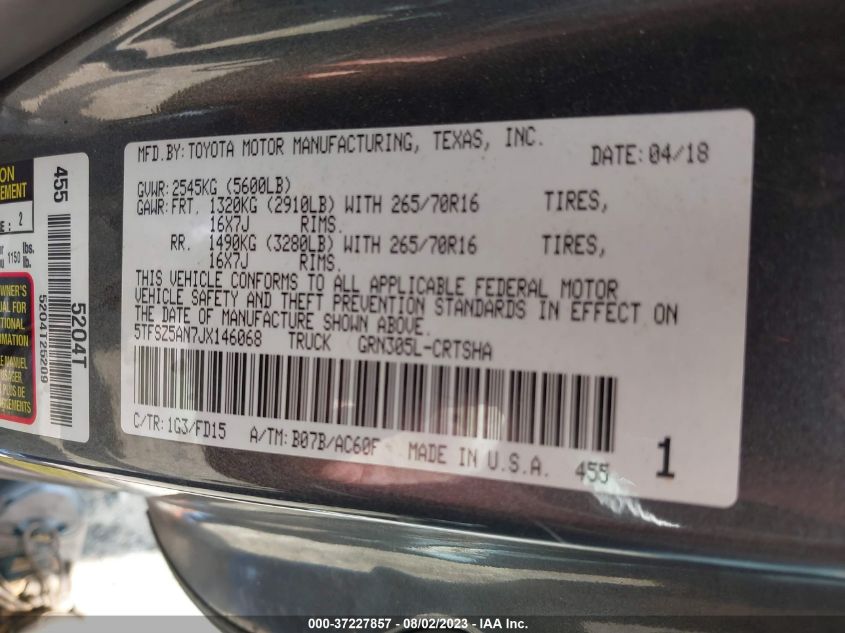 MFD.BY:TOYOTA MOTOR MANUFACTURING, TEXAS, INC.
DATE:04/18
GVWR:2545KG (5600LB)
GAWR:FRT. 1320KG (2910LB) WITH 265/70R16 TIRES,
16X7J RIMS.
RR. 1490KG (3280LB) WITH 265/70R16 TIRES,
16X7J RIMS.
THIS VEHICLE CONFORMS TO ALL APPLICABLE FEDERAL MOTOR
VEHICLE SAFETY AND THEFT PREVENTION STANDARDS IN EFFECT ON
THE DATE OF MANUFACTURE SHOWN ABOVE.
5TFSZ5AN7JX146068 TRUCK GRN305L-CRTSHA
C/TR:1G3/FD15 A/TM:B07B/AC60F MADE IN U.S.A. 455 1
455
5204T
5204126209
: 2
1150 lbs.
lb.
000-37227857 - 08/02/2023 - IAA Inc.